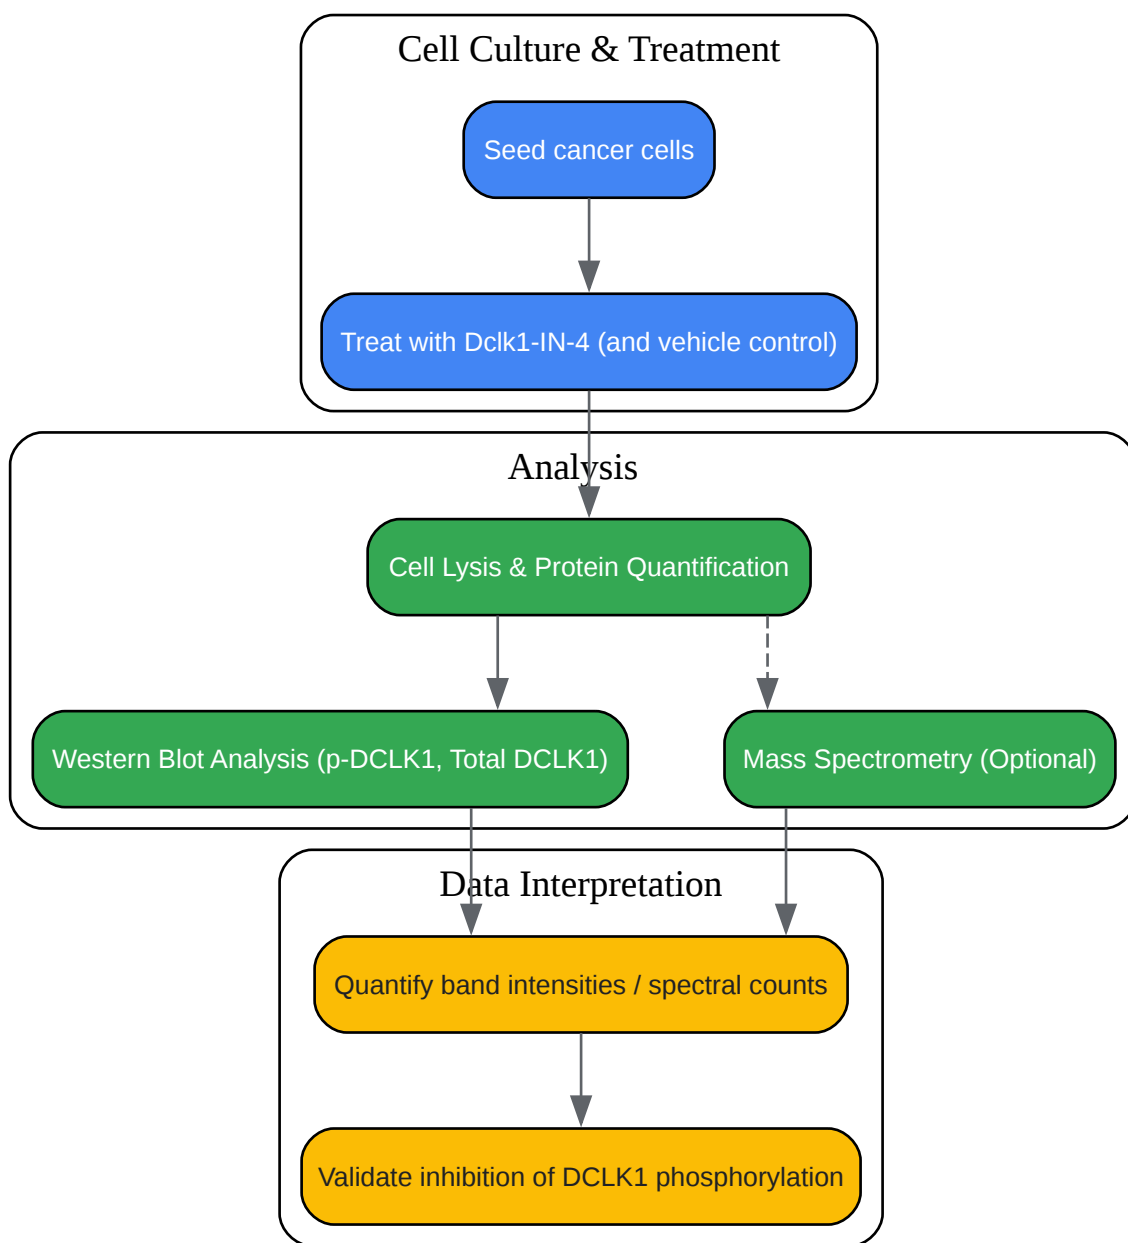 Cell Culture & Treatment
Seed cancer cells
Treat with Dclk1-IN-4 (and vehicle control)
Analysis
Cell Lysis & Protein Quantification
Western Blot Analysis (p-DCLK1, Total DCLK1)
Mass Spectrometry (Optional)
Data Interpretation
Quantify band intensities / spectral counts
Validate inhibition of DCLK1 phosphorylation